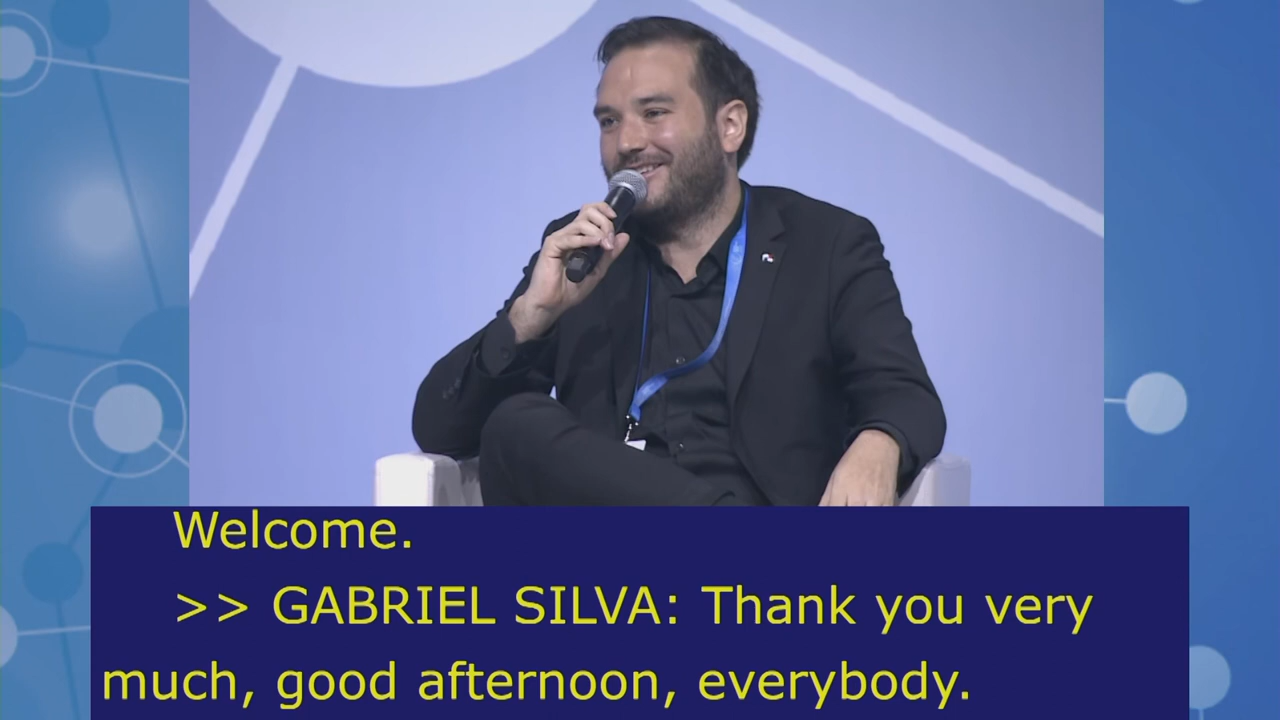 Welcome.
>> GABRIEL SILVA: Thank you very
much, good afternoon, everybody.